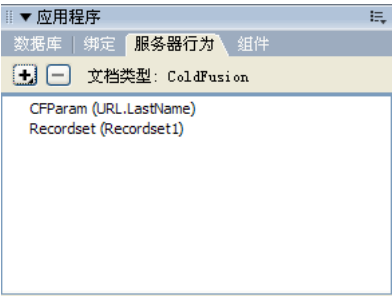 应用程序
数据库 绑定 服务器行为 组件
文档类型: ColdFusion
CFParam (URL.LastName)
Recordset (Recordset1)